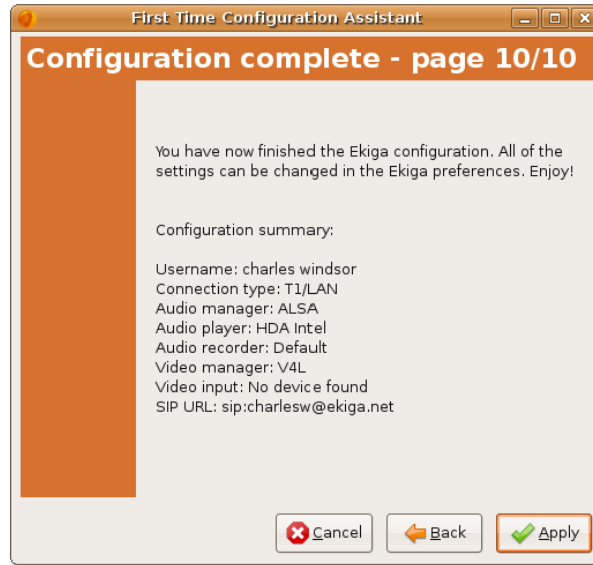 First Time Configuration Assistant
Configuration complete - page 10/10
You have now finished the Ekiga configuration. All of the
settings can be changed in the Ekiga preferences. Enjoy!
Configuration summary:
Username: charles windsor
Connection type: T1/LAN
Audio manager: ALSA
Audio player: HDA Intel
Audio recorder: Default
Video manager: V4L
Video input: No device found
SIP URL: sip:charlesw@ekiga.net
Cancel
Back
Apply